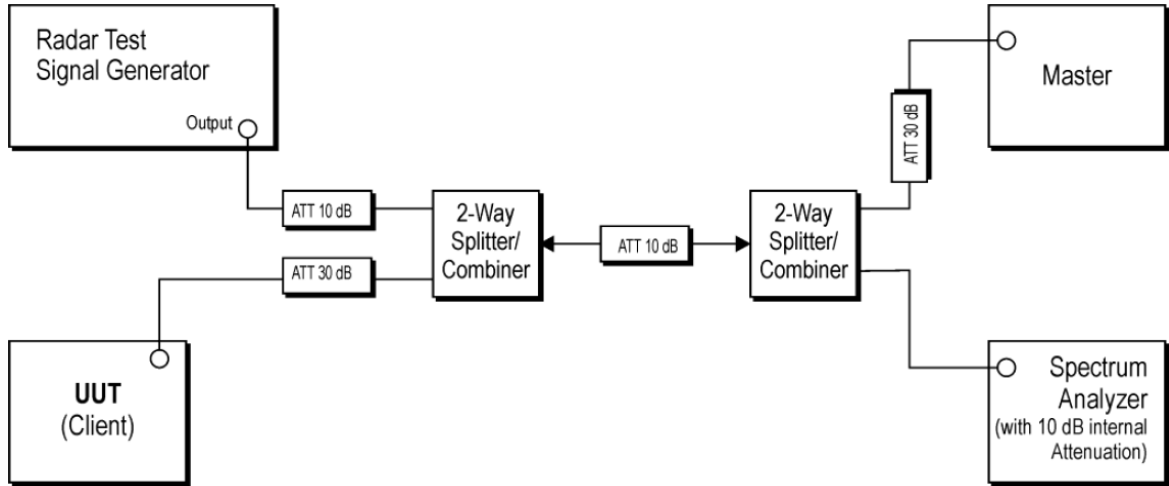 Radar Test
Signal Generator
Output
ATT 10 dB
ATT 30 dB
2-Way
Splitter/
Combiner
ATT 10 dB
2-Way
Splitter/
Combiner
ATT 30 dB
Master
UUT
(Client)
Spectrum
Analyzer
(with 10 dB internal
Attenuation)